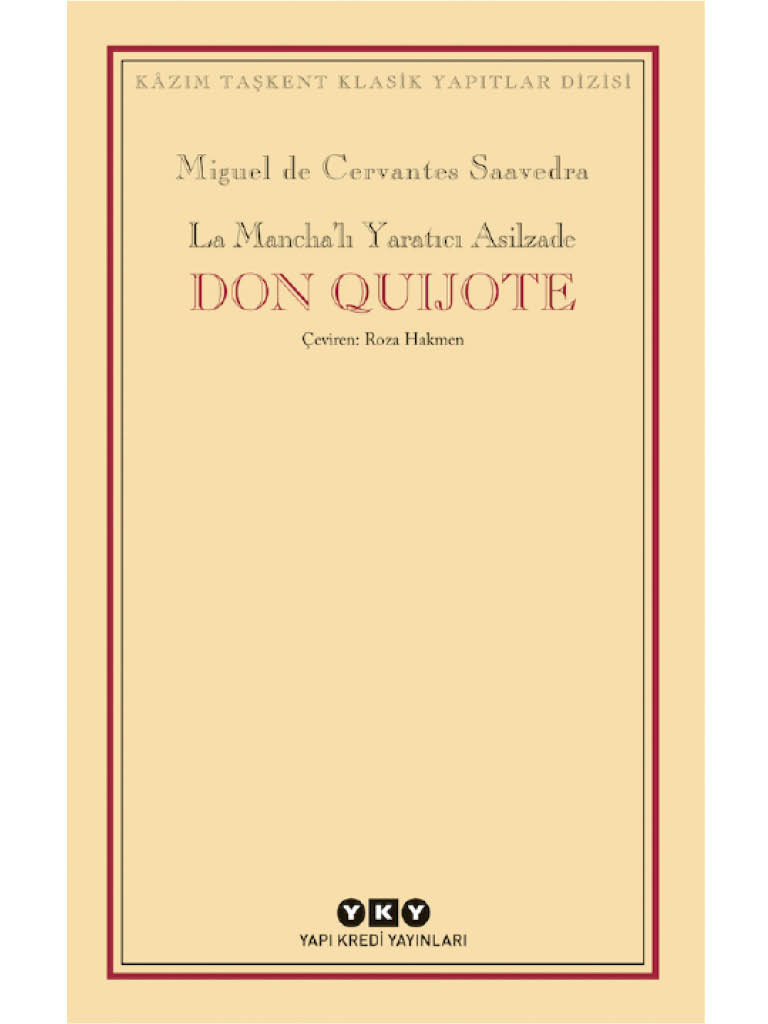 KÂZIM TAŞKENT KLASİK YAPITLAR DİZİSİ
Miguel de Cervantes Saavedra
La Mancha'lı Yaratıcı Asilzade
DON QUIJOTE
Çeviren: Roza Hakmen
YKY
YAPI KREDİ YAYINLARI